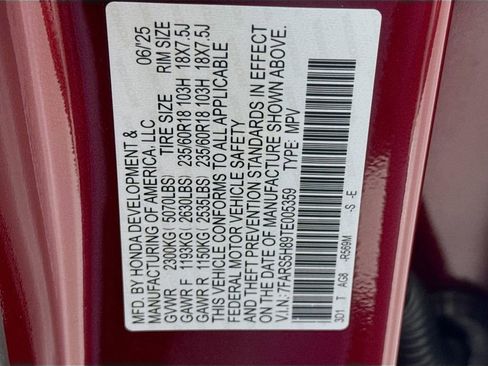 MFD. BY HONDA DEVELOPMENT &
MANUFACTURING OF AMERICA, LLC 06/25
TIRE SIZE RIM SIZE
GVWR 2300KG ( 5070LBS)
GAWR F 1193KG ( 2630LBS) 235/60R18 103H 18X7.5J
GAWR R 1150KG ( 2535LBS) 235/60R18 103H 18X7.5J
THIS VEHICLE CONFORMS TO ALL APPLICABLE
FEDERAL MOTOR VEHICLE SAFETY
AND THEFT PREVENTION STANDARDS IN EFFECT
ON THE DATE OF MANUFACTURE SHOWN ABOVE.
V.I.N.: 7FARS5H89TE005359 TYPE: MPV
3D1 T AG8 -R569M -S -E